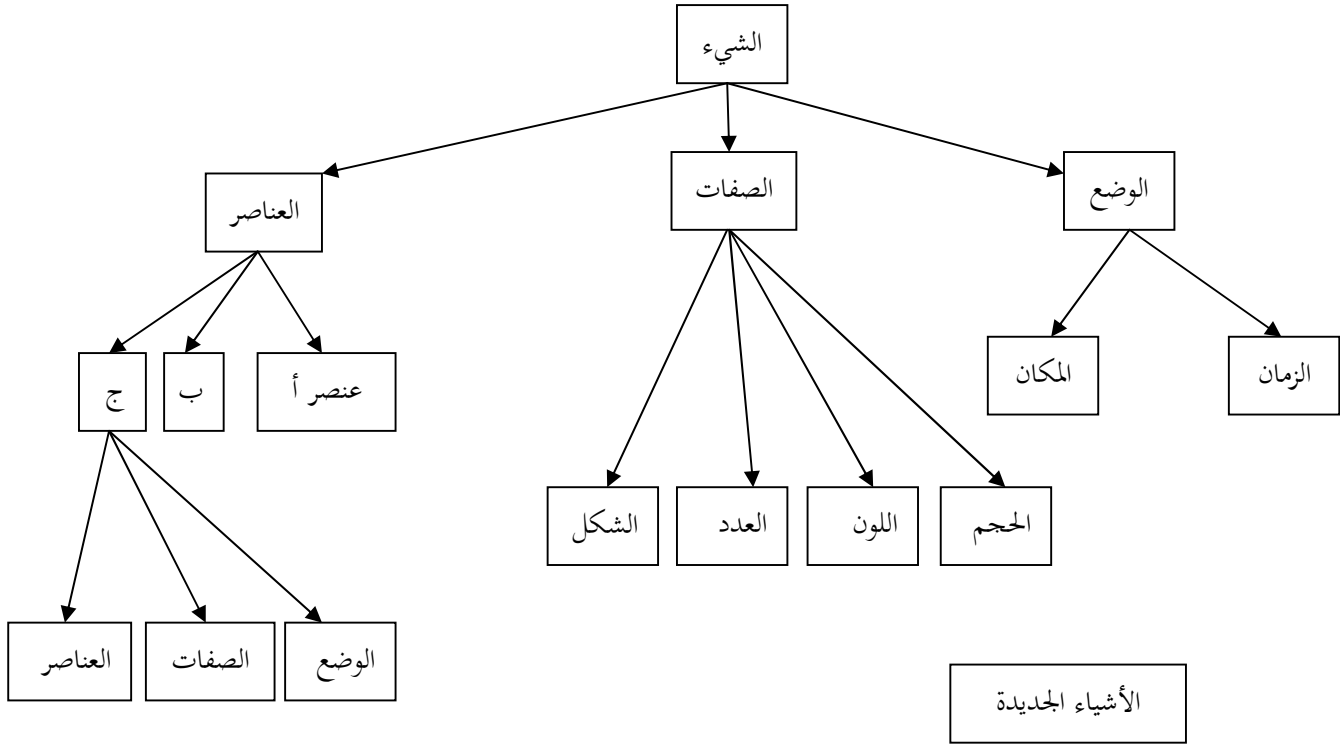 الشيء
الوضع
الصفات
العناصر
الزمان
المكان
عنصر أ
ب
ج
الحجم
اللون
العدد
الشكل
الوضع
الصفات
العناصر
الأشياء الجديدة